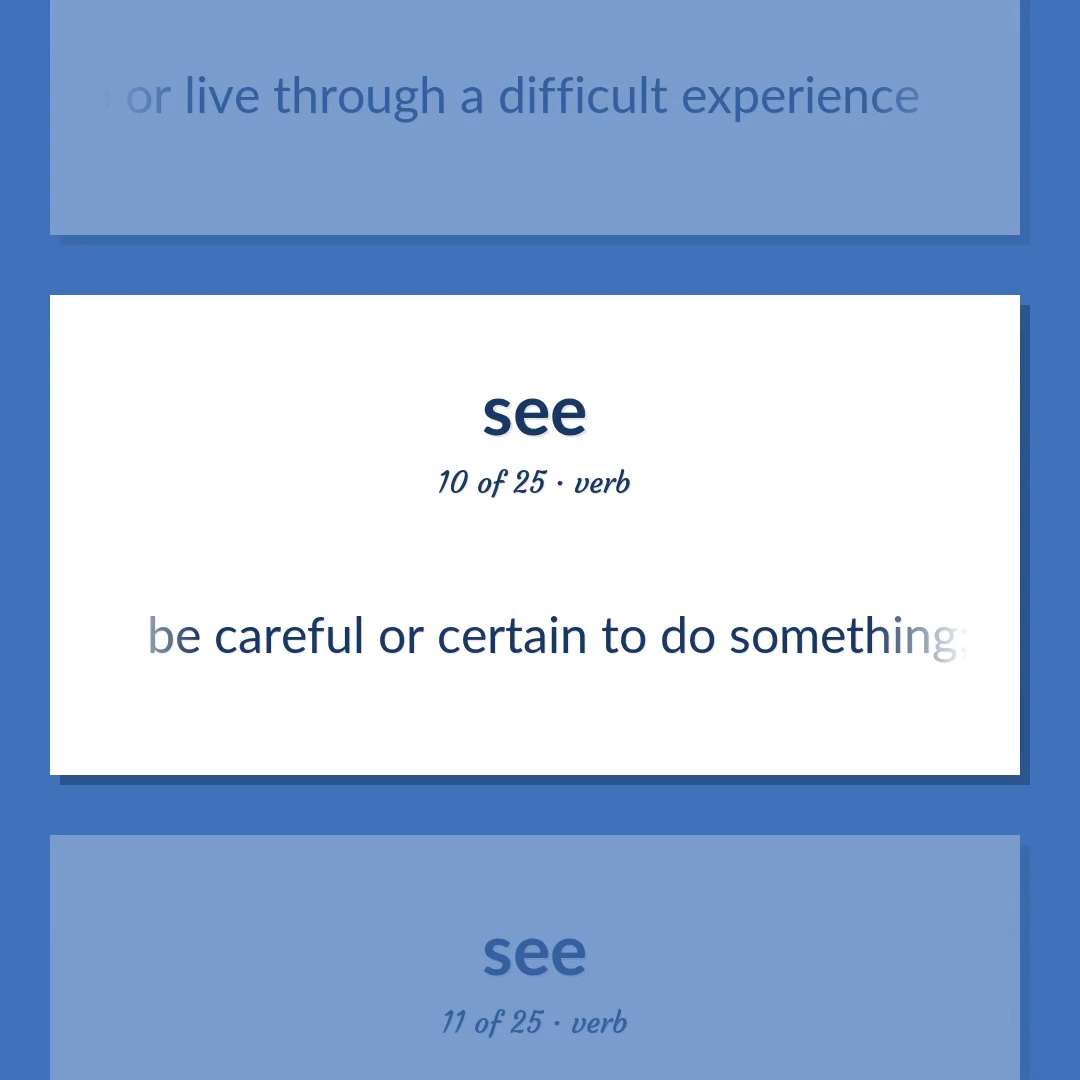 or live through a difficult experience
see
10 of 25 · verb
be careful or certain to do something;
see
11 of 25 · verb